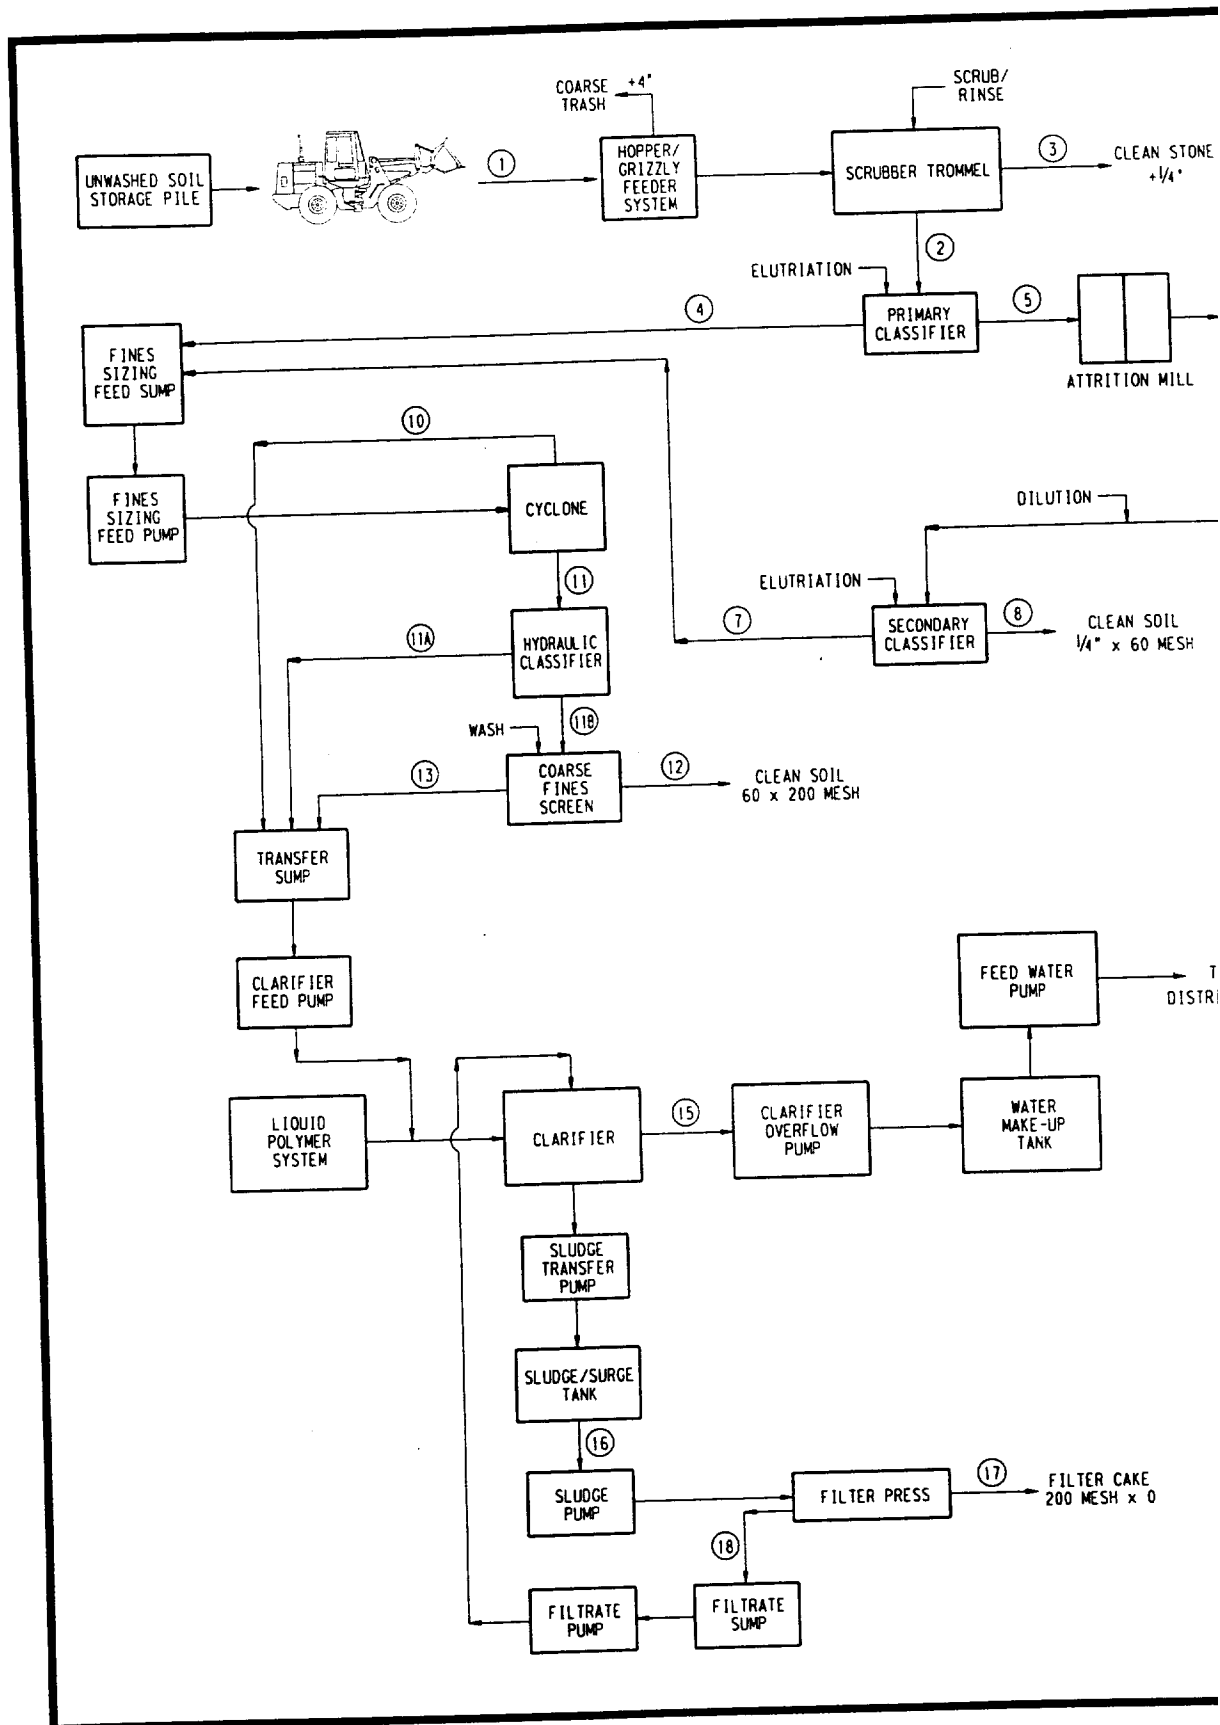 COARSE +4"
TRASH
SCRUB/
RINSE
UNWASHED SOIL
STORAGE PILE
1
HOPPER/
GRIZZLY
FEEDER
SYSTEM
SCRUBBER TROMMEL
3
CLEAN STONE
+1/4"
2
ELUTRIATION
4
PRIMARY
CLASSIFIER
5
ATTRITION MILL
FINES
SIZING
FEED SUMP
10
FINES
SIZING
FEED PUMP
CYCLONE
DILUTION
11
ELUTRIATION
11A
HYDRAULIC
CLASSIFIER
7
SECONDARY
CLASSIFIER
8
CLEAN SOIL
1/4" x 60 MESH
11B
WASH
13
COARSE
FINES
SCREEN
12
CLEAN SOIL
60 x 200 MESH
TRANSFER
SUMP
CLARIFIER
FEED PUMP
FEED WATER
PUMP
T
DISTRI
LIQUID
POLYMER
SYSTEM
CLARIFIER
15
CLARIFIER
OVERFLOW
PUMP
WATER
MAKE-UP
TANK
SLUDGE
TRANSFER
PUMP
SLUDGE/SURGE
TANK
16
SLUDGE
PUMP
FILTER PRESS
17
FILTER CAKE
200 MESH x 0
18
FILTRATE
PUMP
FILTRATE
SUMP